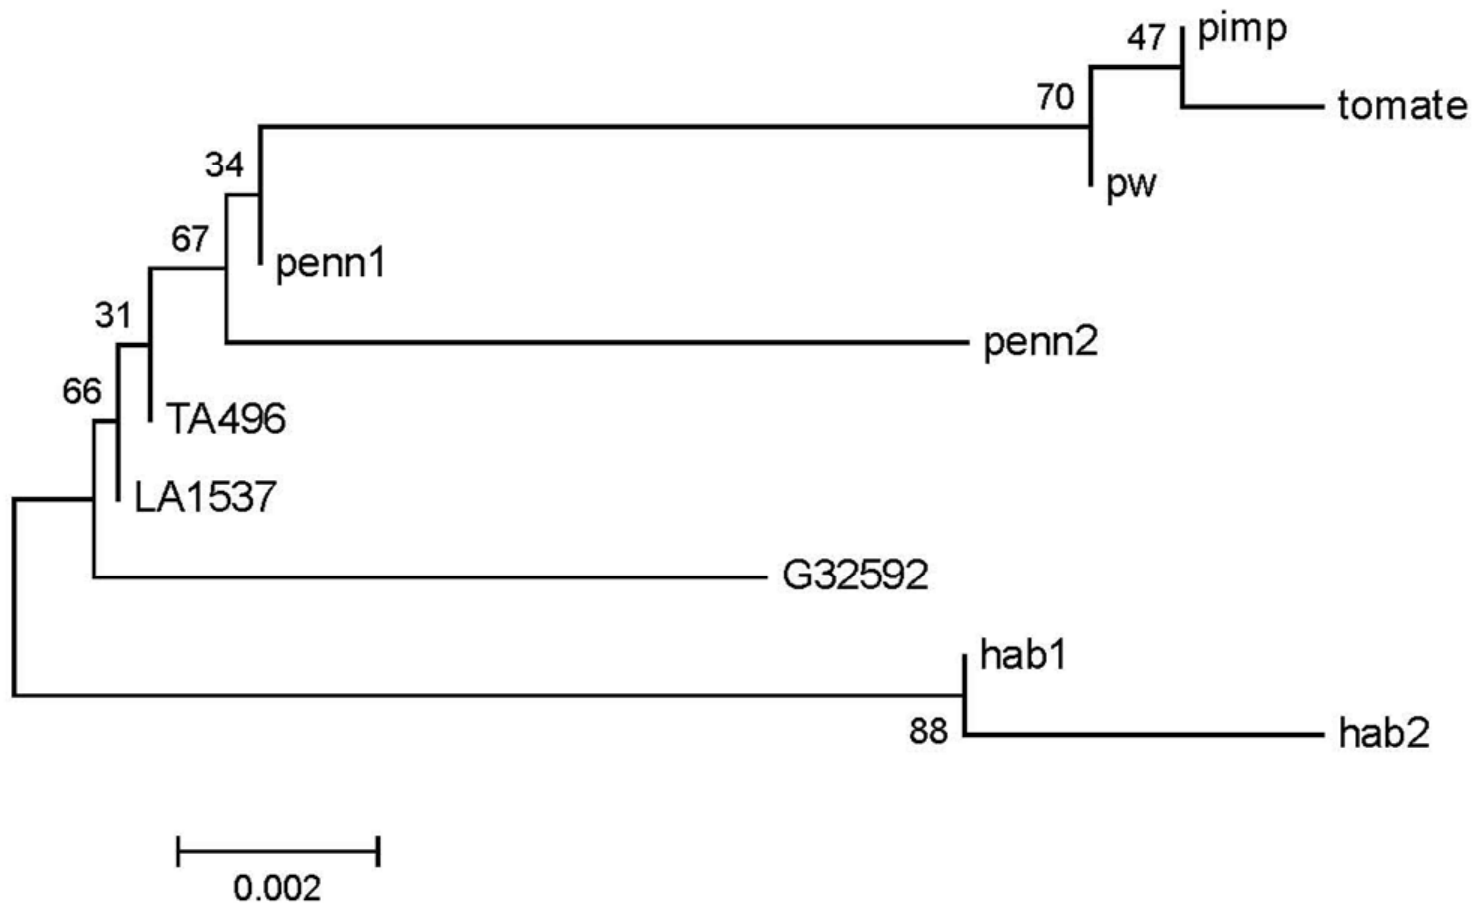 pimp
47
tomate
70
pw
34
penn1
67
penn2
31
TA496
66
LA1537
G32592
hab1
88
hab2
0.002